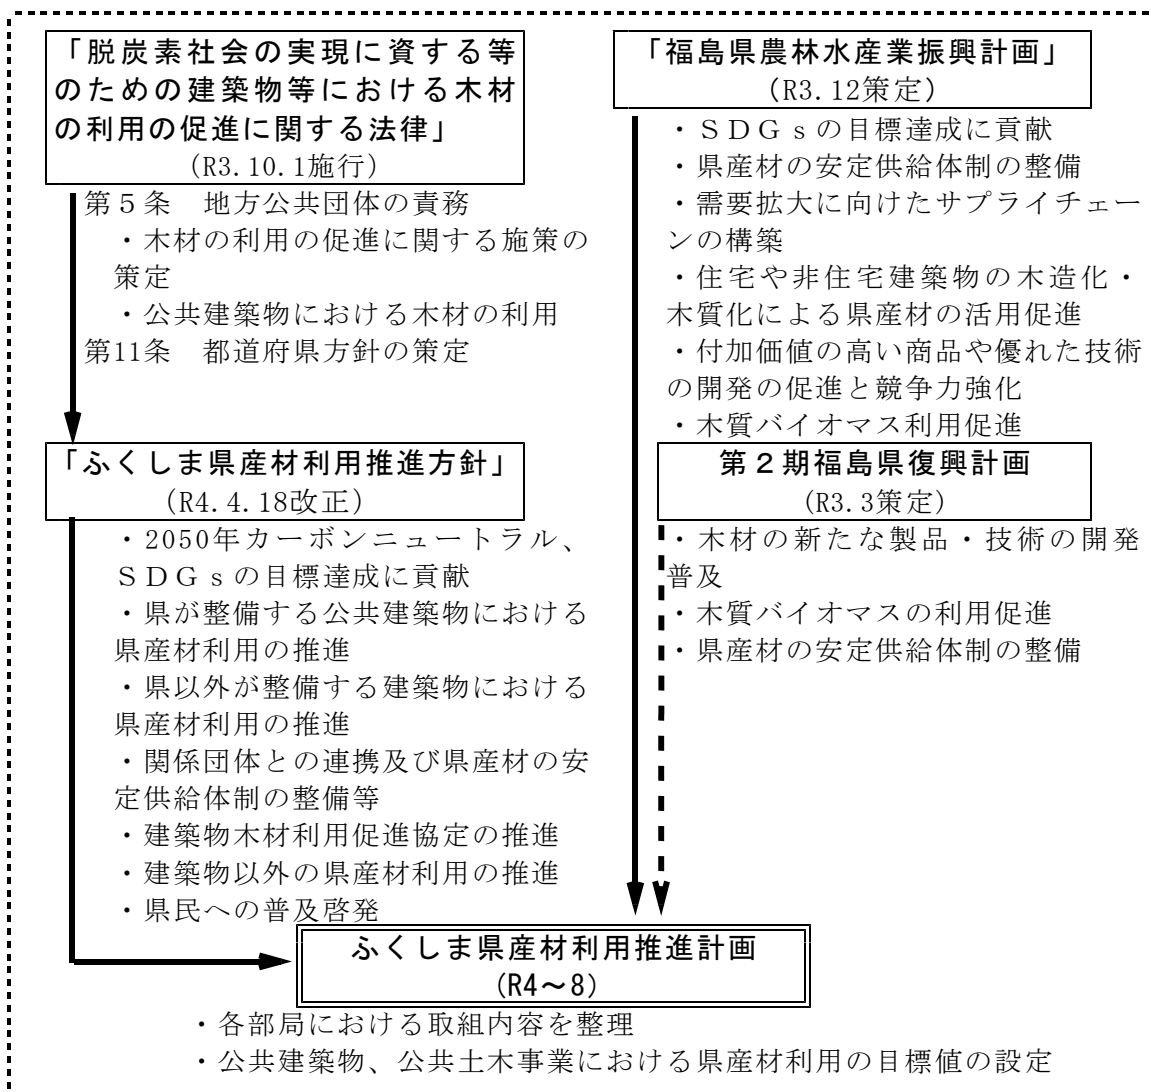 「脱炭素社会の実現に資する等
のための建築物等における木材
の利用の促進に関する法律」
(R3.10.1施行)
第５条　地方公共団体の責務
・木材の利用の促進に関する施策の
策定
・公共建築物における木材の利用
第11条　都道府県方針の策定
「ふくしま県産材利用推進方針」
(R4.4.18改正)
・2050年カーボンニュートラル、
ＳＤＧｓの目標達成に貢献
・県が整備する公共建築物における
県産材利用の推進
・県以外が整備する建築物における
県産材利用の推進
・関係団体との連携及び県産材の安
定供給体制の整備等
・建築物木材利用促進協定の推進
・建築物以外の県産材利用の推進
・県民への普及啓発
「福島県農林水産業振興計画」
(R3.12策定)
・ＳＤＧｓの目標達成に貢献
・県産材の安定供給体制の整備
・需要拡大に向けたサプライチェー
ンの構築
・住宅や非住宅建築物の木造化・
木質化による県産材の活用促進
・付加価値の高い商品や優れた技術
の開発の促進と競争力強化
・木質バイオマス利用促進
第２期福島県復興計画
(R3.3策定)
・木材の新たな製品・技術の開発
普及
・木質バイオマスの利用促進
・県産材の安定供給体制の整備
ふくしま県産材利用推進計画
(R4～8)
・各部局における取組内容を整理
・公共建築物、公共土木事業における県産材利用の目標値の設定